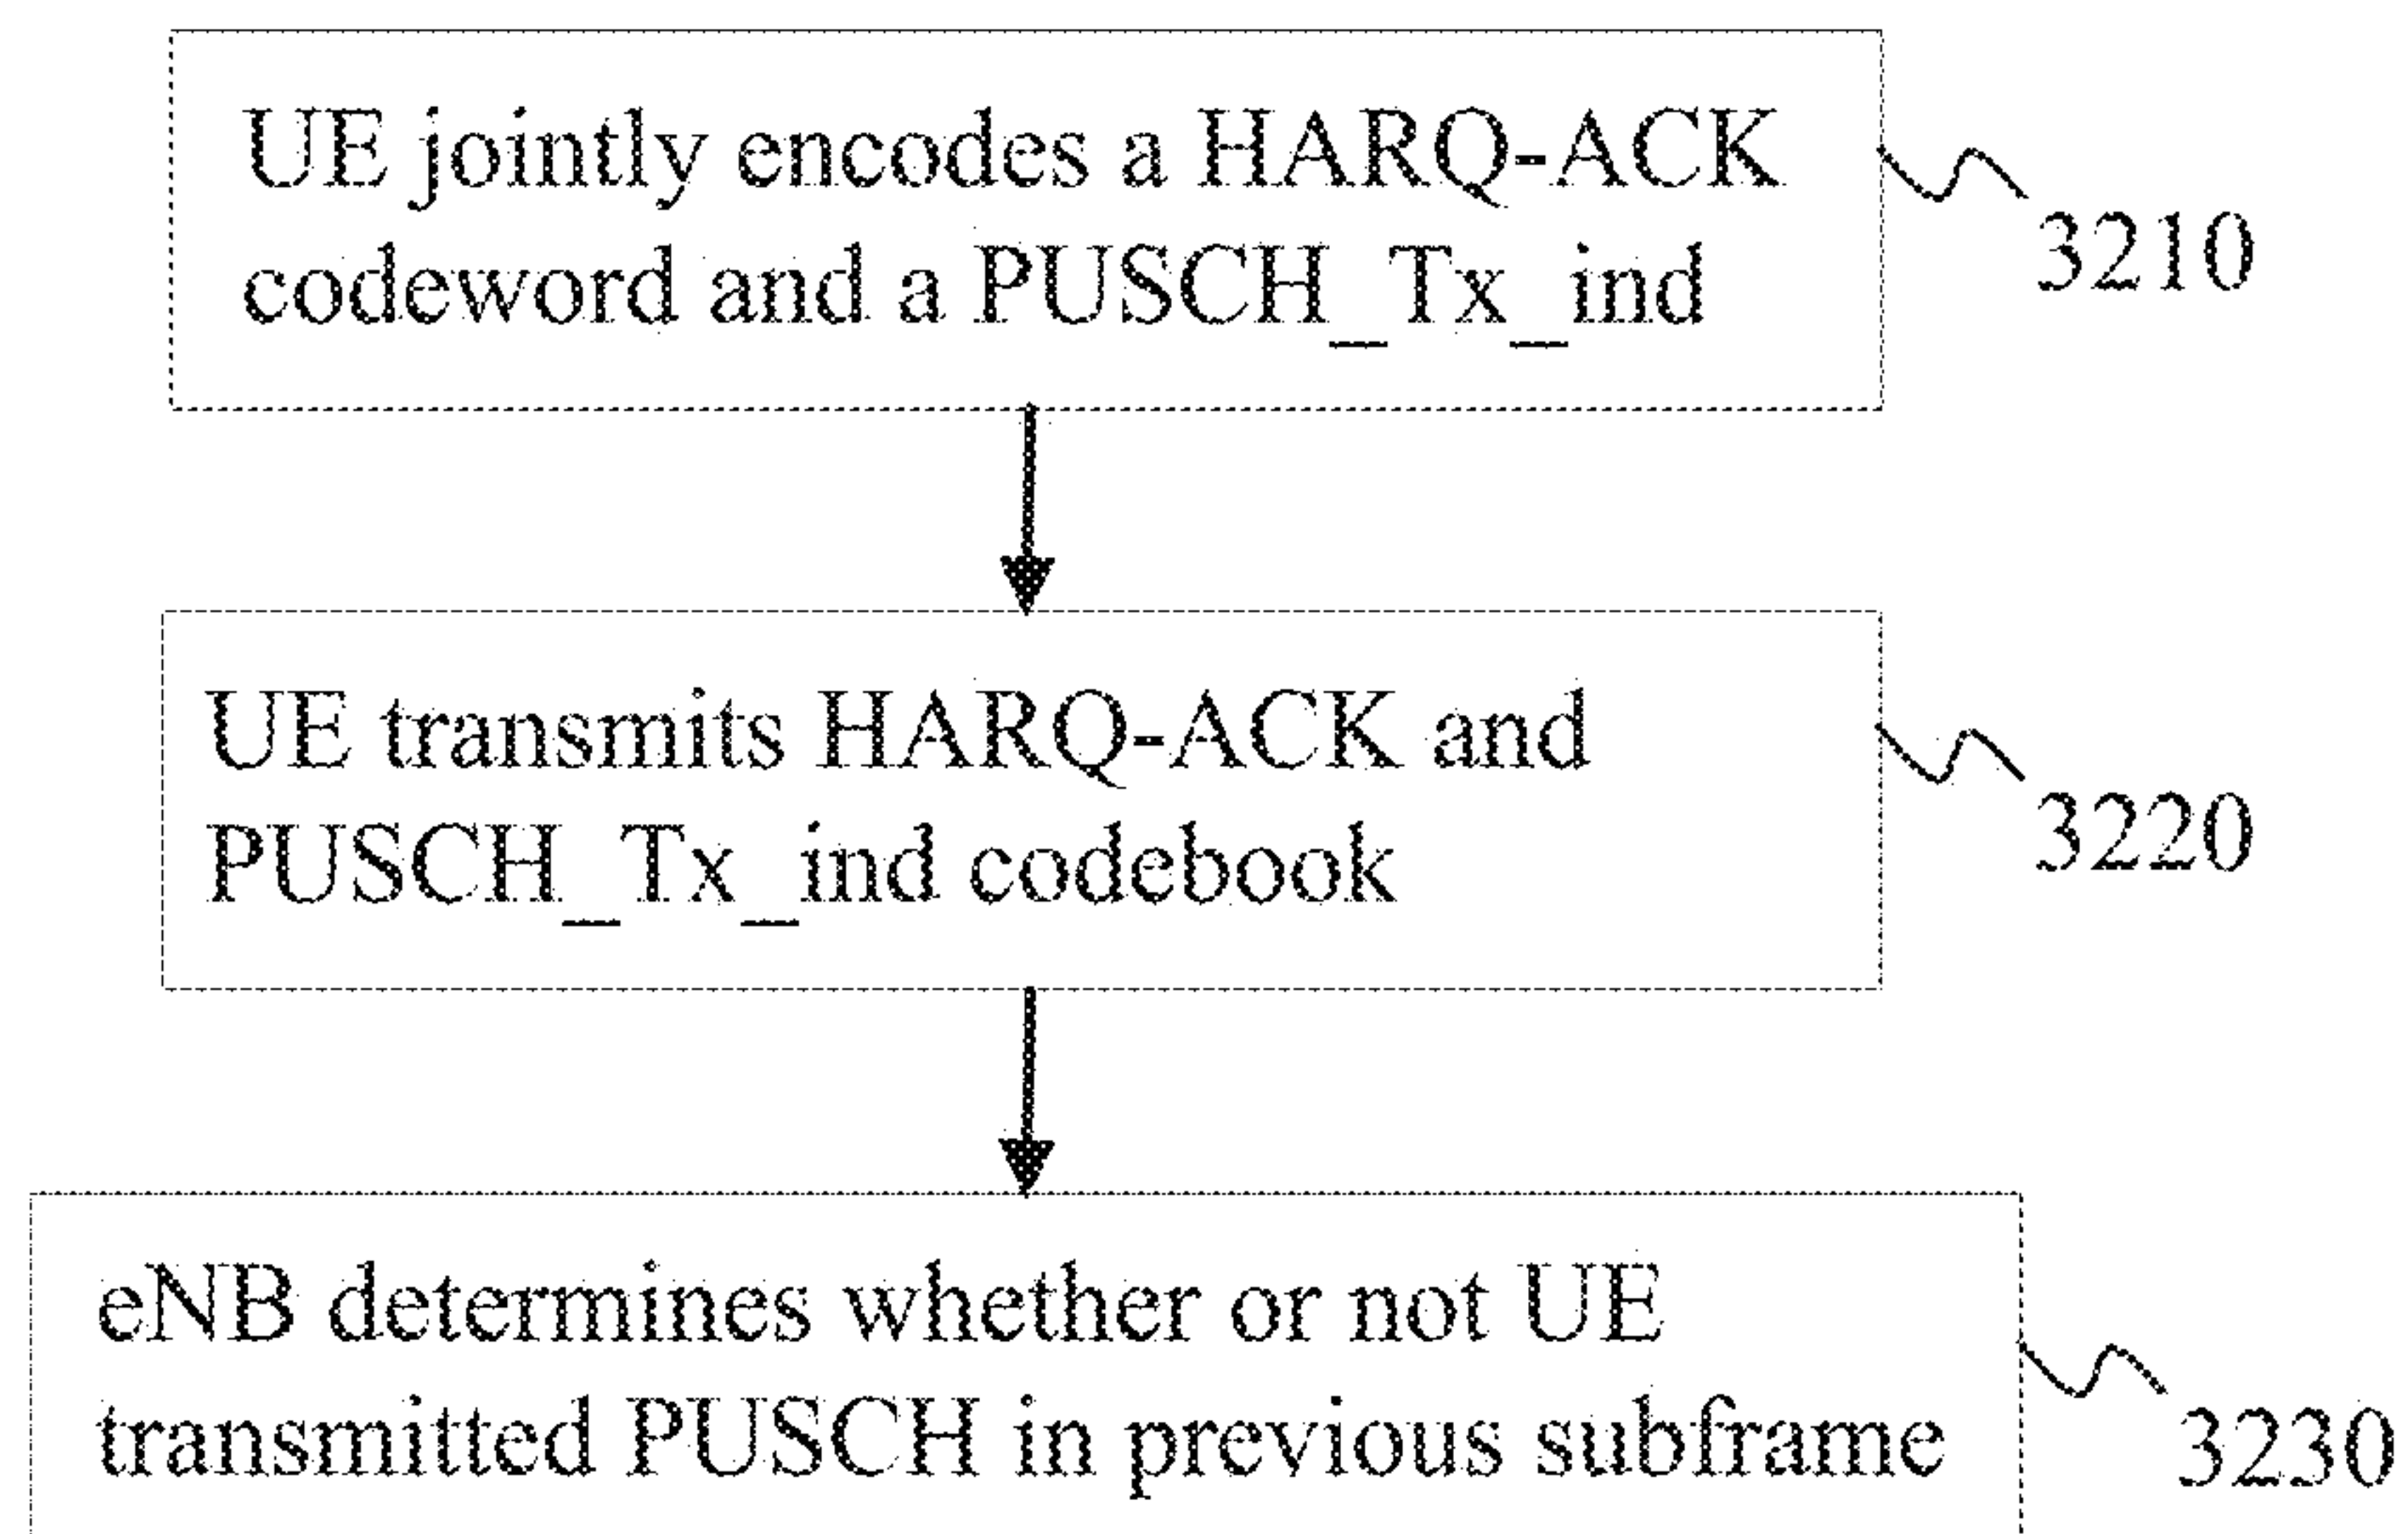 UE jointly encodes a HARQ-ACK
codeword and a PUSCH_Tx_ind
3210
UE transmits HARQ-ACK and
PUSCH_Tx_ind codebook
3220
eNB determines whether or not UE
transmitted PUSCH in previous subframe
3230